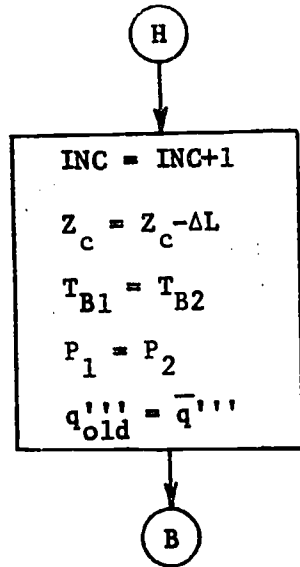 H
INC = INC+1
Z_c = Z_c-ΔL
T_B1 = T_B2
P_1 = P_2
q'''_old = q̅'''
B